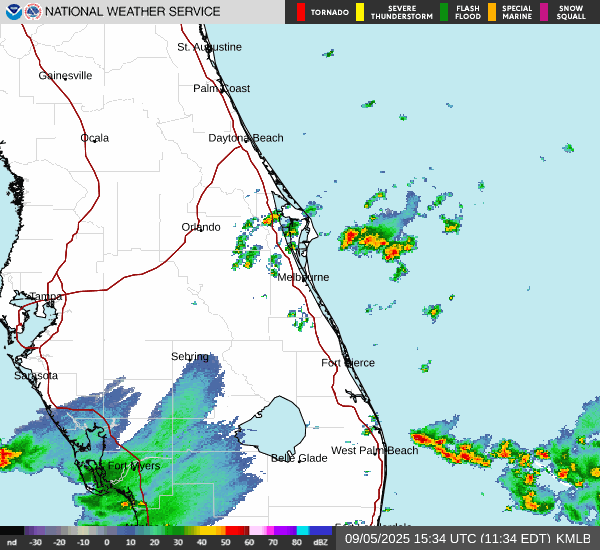 NATIONAL WEATHER SERVICE
TORNADO
SEVERE THUNDERSTORM
FLASH FLOOD
SPECIAL MARINE
SNOW SQUALL
St. Augustine
Gainesville
Palm Coast
Ocala
Daytona Beach
Orlando
Melbourne
Tampa
Sebring
Fort Pierce
Sarasota
West Palm Beach
Belle Glade
Fort Myers
nd -30 -20 -10 0 10 20 30 40 50 60 70 80 dBZ
09/05/2025 15:34 UTC (11:34 EDT) KMLB